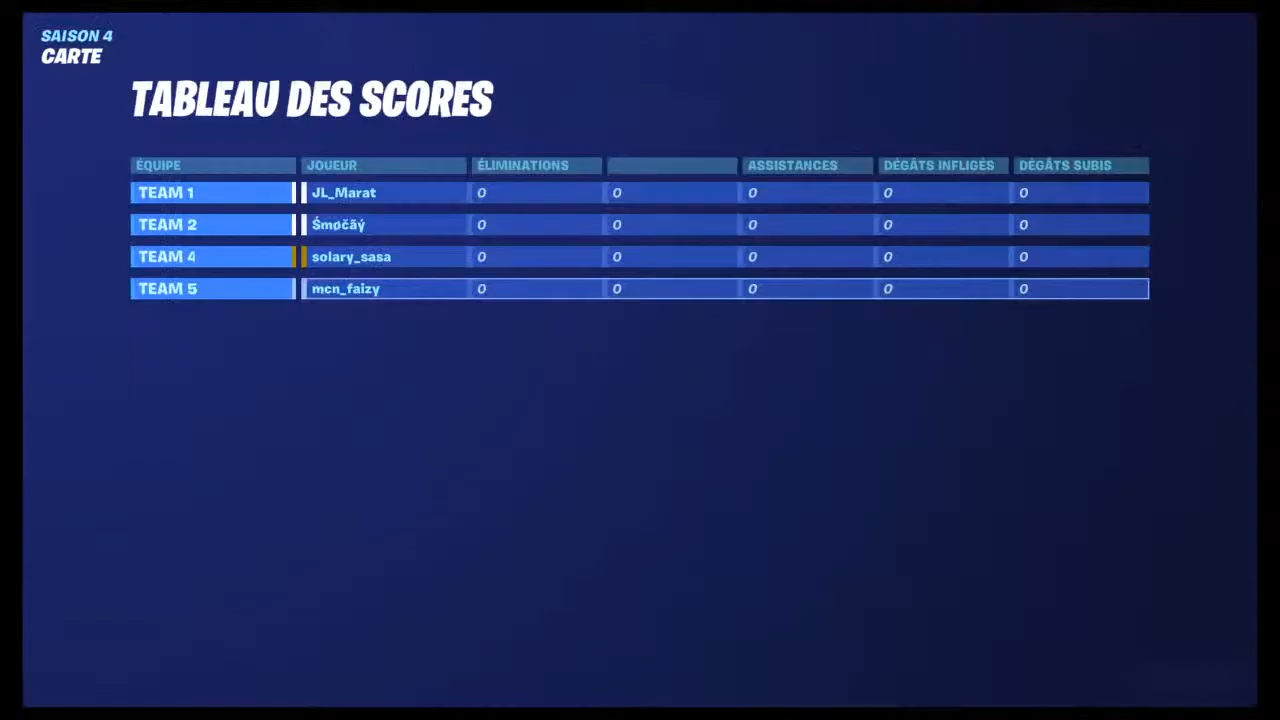 SAISON 4
CARTE
TABLEAU DES SCORES
ÉQUIPE JOUEUR ÉLIMINATIONS ASSISTANCES DÉGÂTS INFLIGÉS DÉGÂTS SUBIS
TEAM 1 JL_Marat 0 0 0 0 0
TEAM 2 Śmøčãý 0 0 0 0 0
TEAM 4 solary_sasa 0 0 0 0 0
TEAM 5 mcn_faizy 0 0 0 0 0